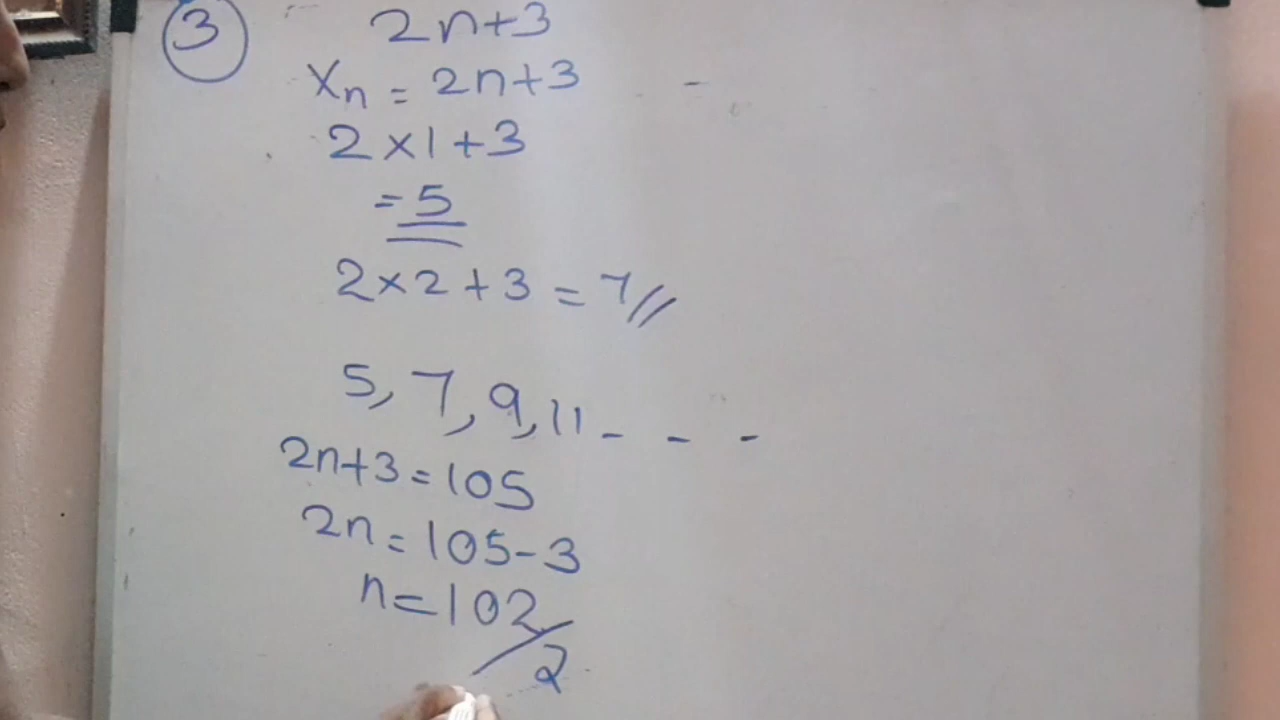 3 2n+3
Xn = 2n+3
2×1+3
=5
2×2+3=7//
5, 7, 9, 11 - - -
2n+3=105
2n=105-3
n=102/2